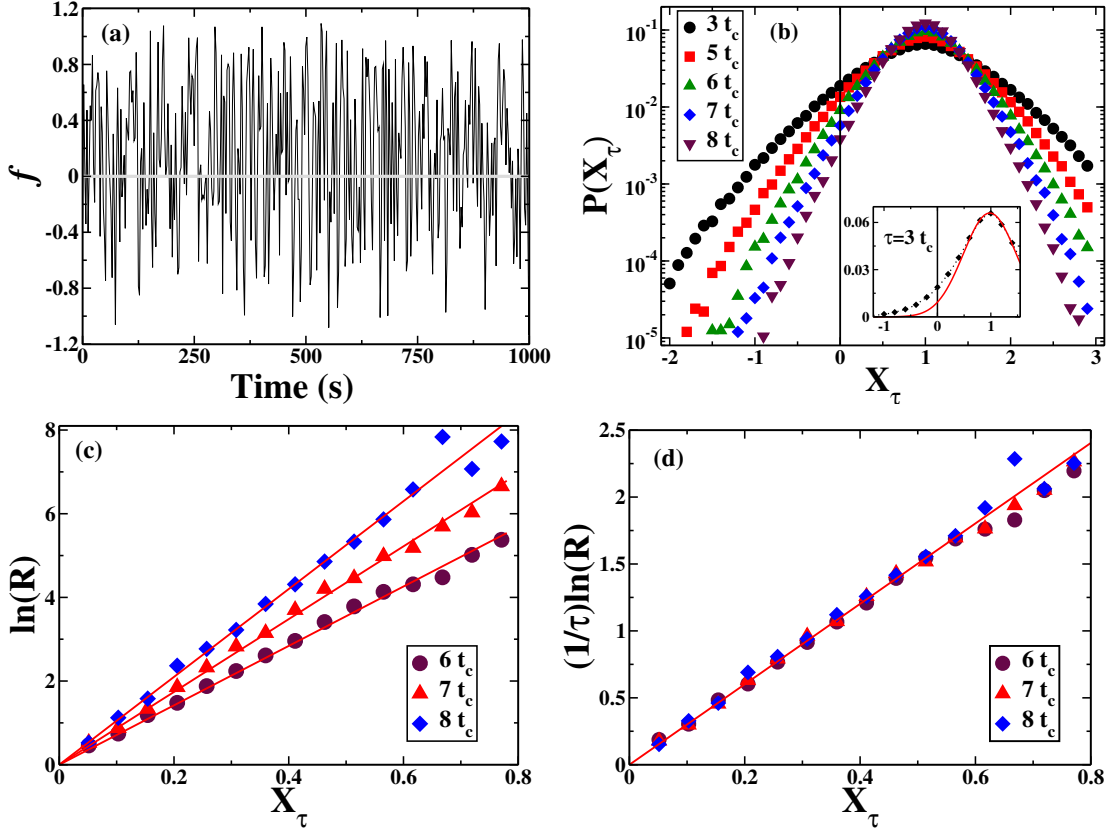 (a)
f
1.2
0.8
0.4
0
-0.4
-0.8
-1.2
0 250 500 750 1000
Time (s)
(b)
P(X_τ)
10^-1
10^-2
10^-3
10^-4
10^-5
3 t_c
5 t_c
6 t_c
7 t_c
8 t_c
τ=3 t_c
0.06
0.03
0
-1 0 1
-2 -1 0 1 2 3
X_τ
(c)
ln(R)
8
6
4
2
0
6 t_c
7 t_c
8 t_c
0 0.2 0.4 0.6 0.8
X_τ
(d)
(1/τ)ln(R)
2.5
2
1.5
1
0.5
0
6 t_c
7 t_c
8 t_c
0 0.2 0.4 0.6 0.8
X_τ